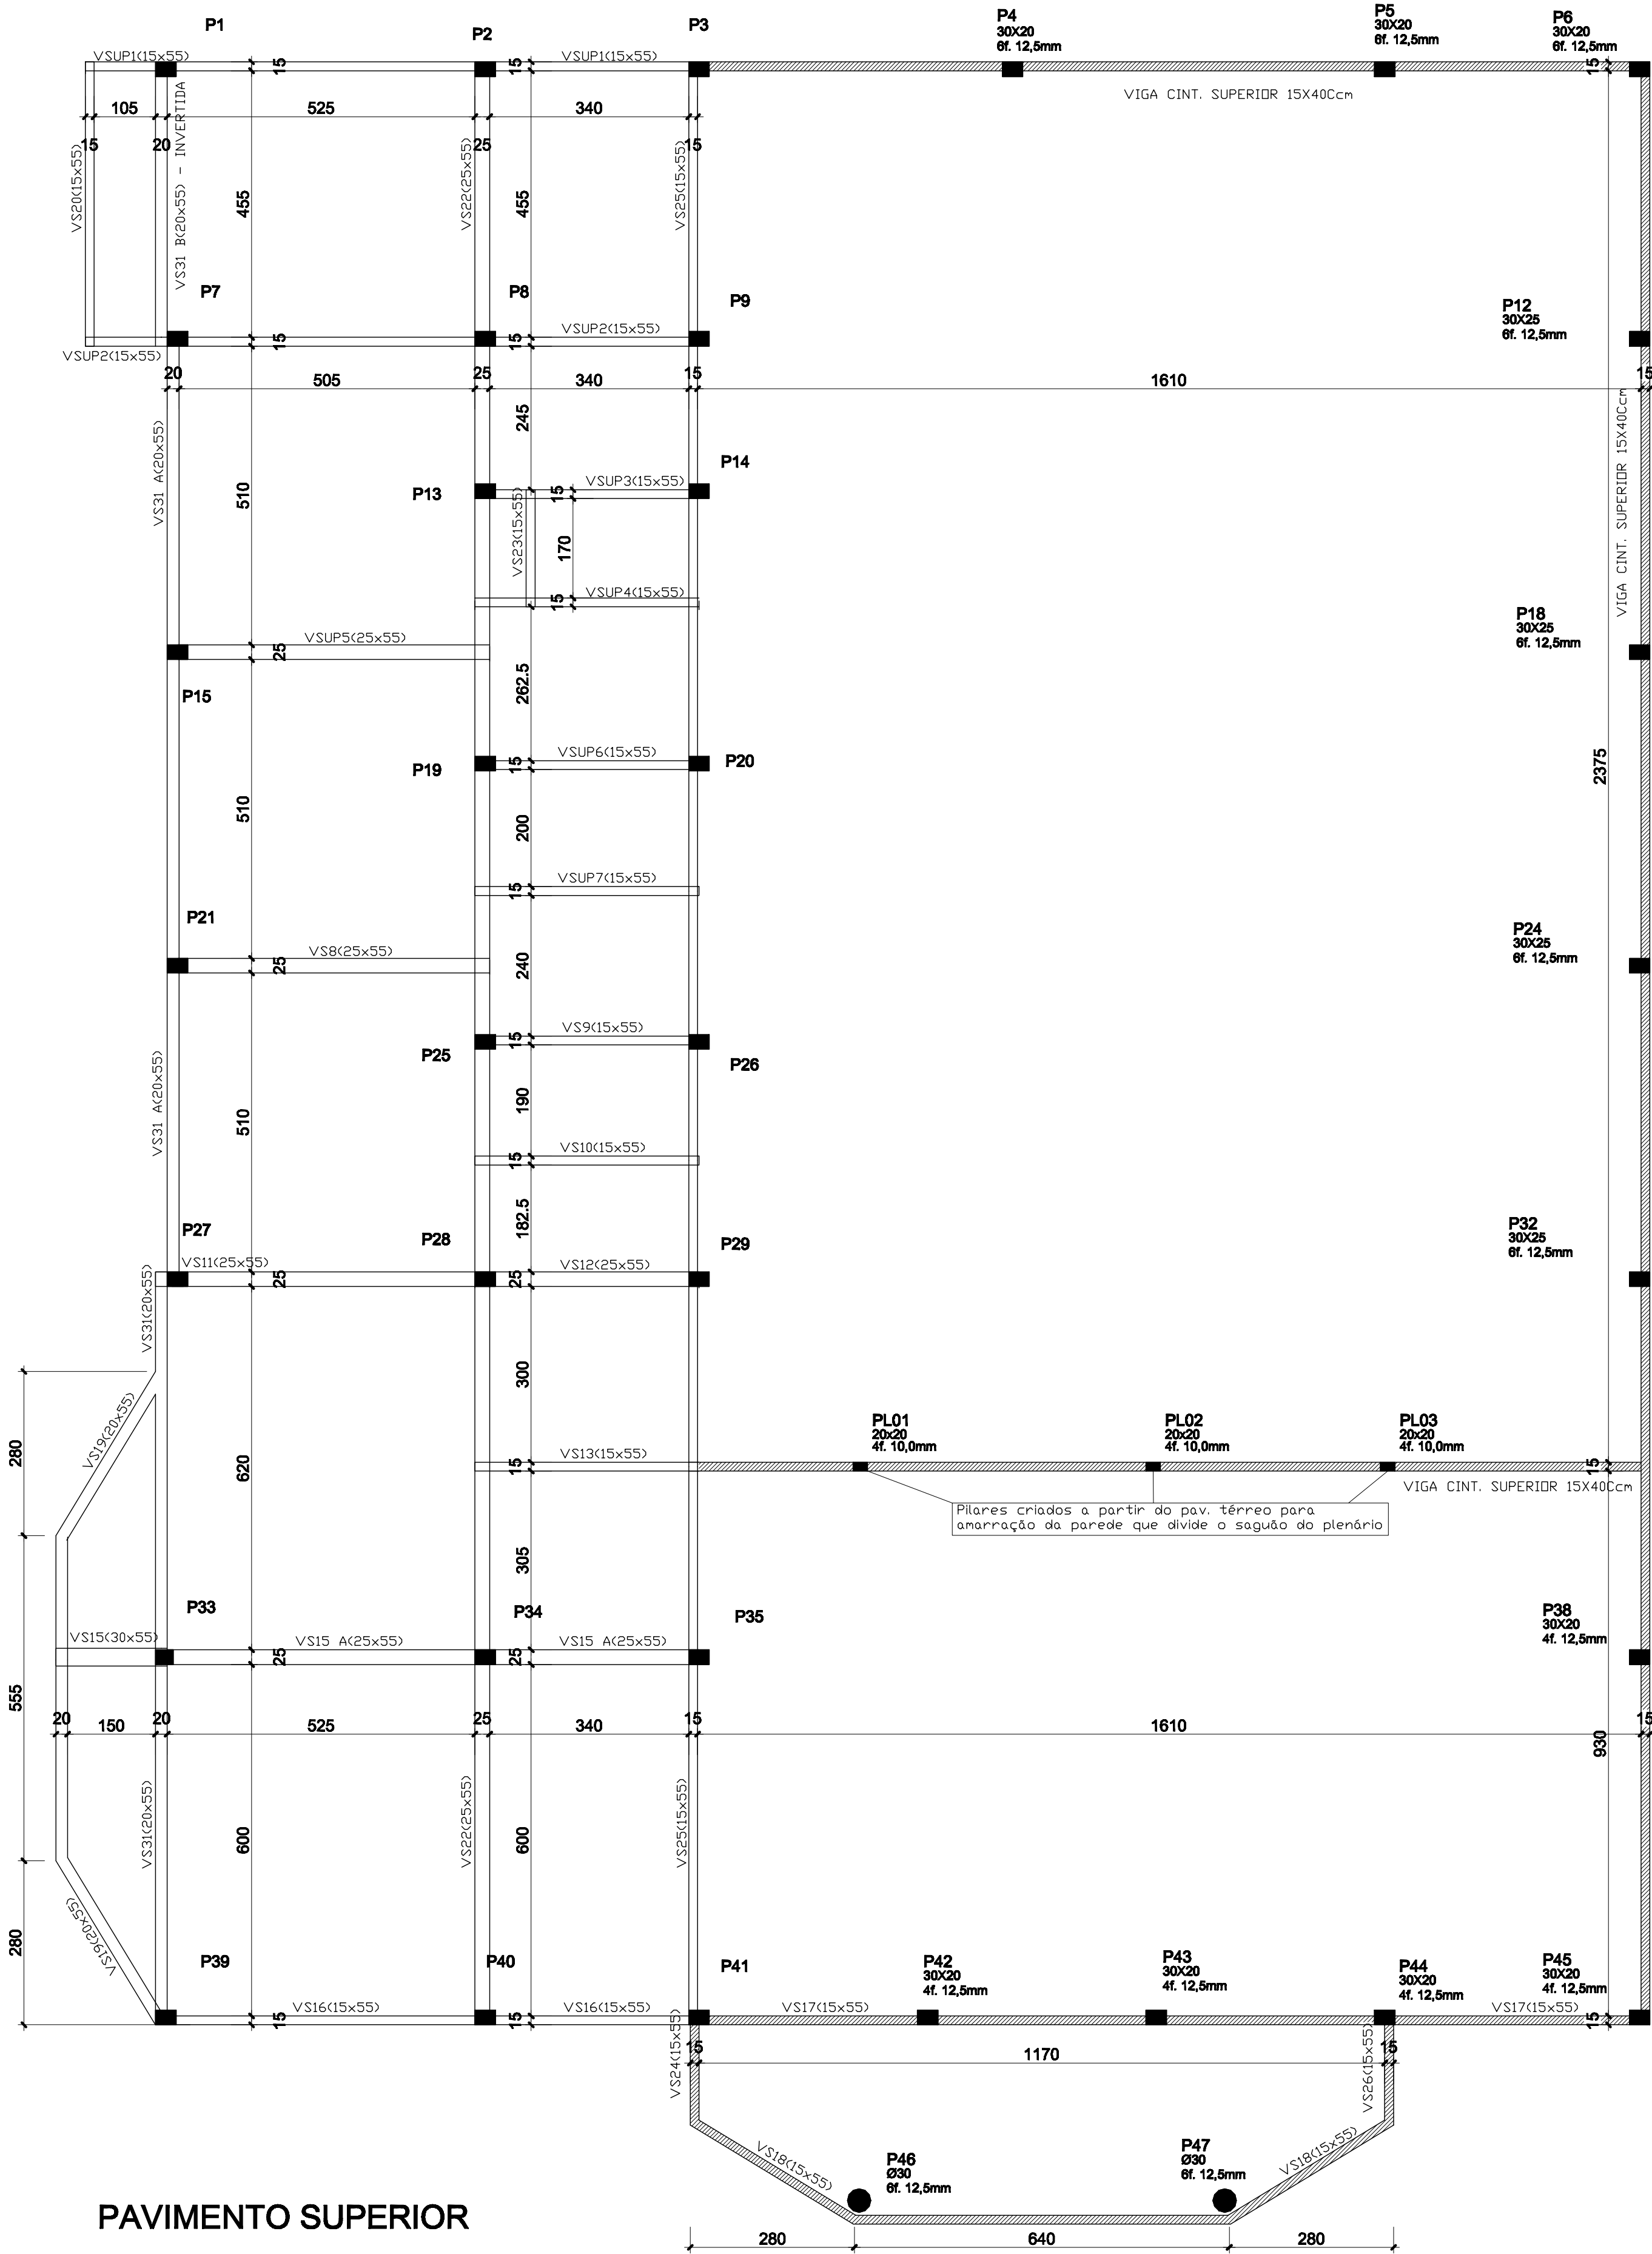 P1
P2
P3
P4
30X20
6f. 12,5mm
P5
30X20
6f. 12,5mm
P6
30X20
6f. 12,5mm
VSUP1(15x55)
VSUP1(15x55)
15
15
15
VIGA CINT. SUPERIOR 15X40Ccm
105
525
340
15
20
25
15
VS20(15x55)
VS31 B(20x55) - INVERTIDA
455
VS22(25x55)
455
VS25(15x55)
P7
P8
P9
P12
30X25
6f. 12,5mm
VSUP2(15x55)
VSUP2(15x55)
15
15
20
505
25
340
15
1610
15
245
VIGA CINT. SUPERIOR 15X40Ccm
P14
VS31 A(20x55)
510
P13
VSUP3(15x55)
15
VS23(15x55)
170
VSUP4(15x55)
15
P18
30X25
6f. 12,5mm
VSUP5(25x55)
25
262.5
P15
VSUP6(15x55)
15
P19
P20
2375
510
200
VSUP7(15x55)
15
P21
P24
30X25
6f. 12,5mm
VS8(25x55)
25
240
VS9(15x55)
15
P25
P26
VS31 A(20x55)
510
190
VS10(15x55)
15
182.5
P27
P28
P29
P32
30X25
6f. 12,5mm
VS11(25x55)
25
VS12(25x55)
25
VS31(20x55)
300
VS19(20x55)
280
PL01
20x20
4f. 10,0mm
PL02
20x20
4f. 10,0mm
PL03
20x20
4f. 10,0mm
620
VS13(15x55)
15
15
VIGA CINT. SUPERIOR 15X40Ccm
Pilares criados a partir do pav. térreo para
amarração da parede que divide o saguão do plenário
305
P33
P34
P35
P38
30X20
4f. 12,5mm
VS15(30x55)
VS15 A(25x55)
VS15 A(25x55)
25
25
555
20
150
20
525
25
340
15
1610
15
930
VS31(20x55)
600
VS22(25x55)
600
VS25(15x55)
VS19(20x55)
280
P39
P40
P41
P42
30X20
4f. 12,5mm
P43
30X20
4f. 12,5mm
P44
30X20
4f. 12,5mm
P45
30X20
4f. 12,5mm
VS16(15x55)
15
VS16(15x55)
15
VS17(15x55)
VS17(15x55)
15
VS24(15x55)
15
1170
15
VS26(15x55)
VS18(15x55)
P46
Ø30
6f. 12,5mm
P47
Ø30
6f. 12,5mm
VS18(15x55)
PAVIMENTO SUPERIOR
280
640
280